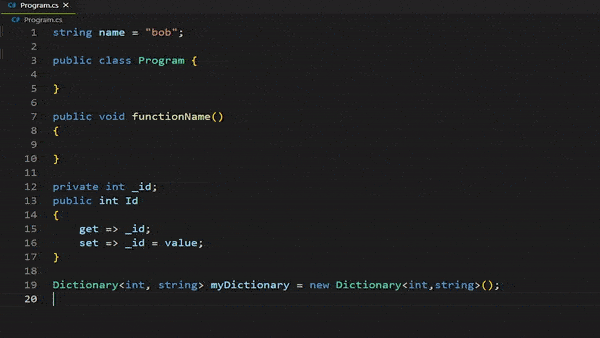 C# Program.cs ×
C# Program.cs
1 string name = "bob";
2
3 public class Program {
4
5 }
6
7 public void functionName()
8 {
9
10 }
11
12 private int _id;
13 public int Id
14 {
15 get => _id;
16 set => _id = value;
17 }
18
19 Dictionary<int, string> myDictionary = new Dictionary<int,string>();
20